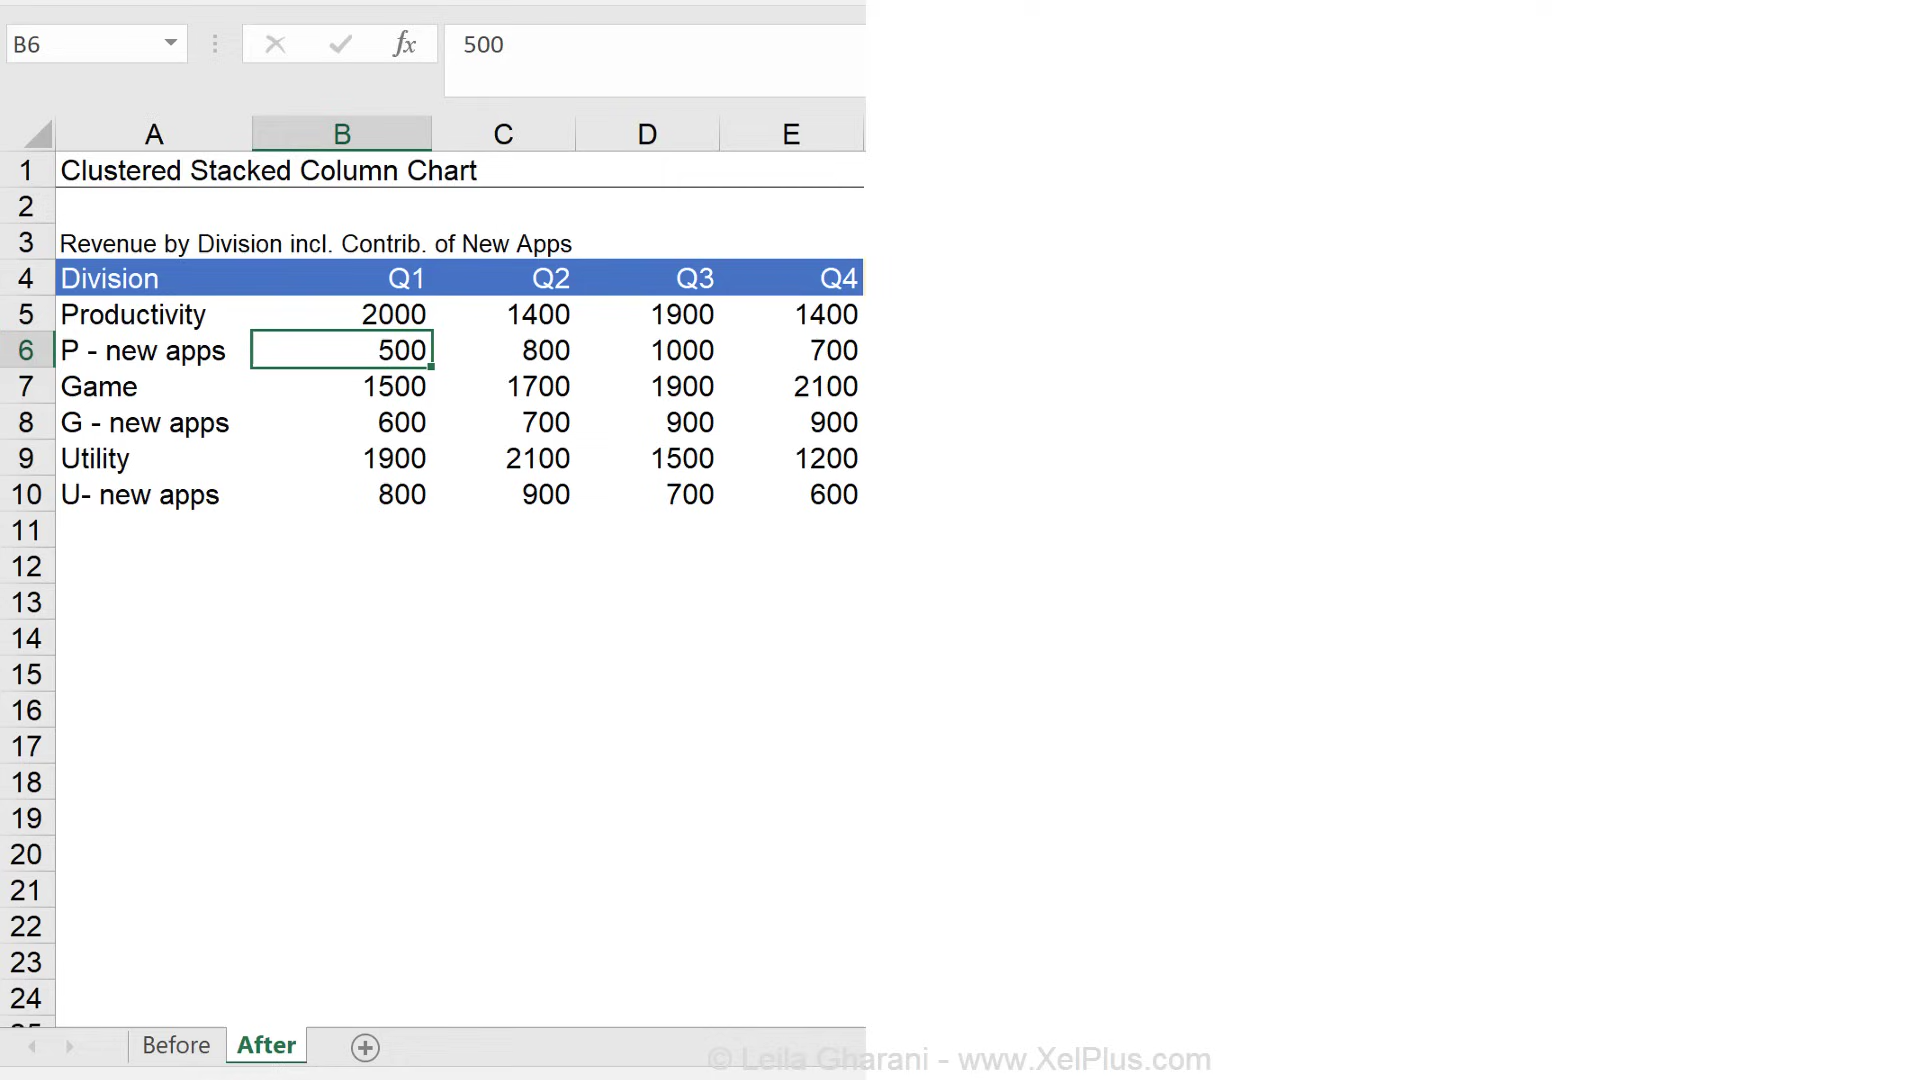 B6 fx 500
A B C D E
1 Clustered Stacked Column Chart
2
3 Revenue by Division incl. Contrib. of New Apps
4 Division Q1 Q2 Q3 Q4
5 Productivity 2000 1400 1900 1400
6 P - new apps 500 800 1000 700
7 Game 1500 1700 1900 2100
8 G - new apps 600 700 900 900
9 Utility 1900 2100 1500 1200
10 U- new apps 800 900 700 600
11
12
13
14
15
16
17
18
19
20
21
22
23
24
Before After
© Leila Gharani - www.XelPlus.com